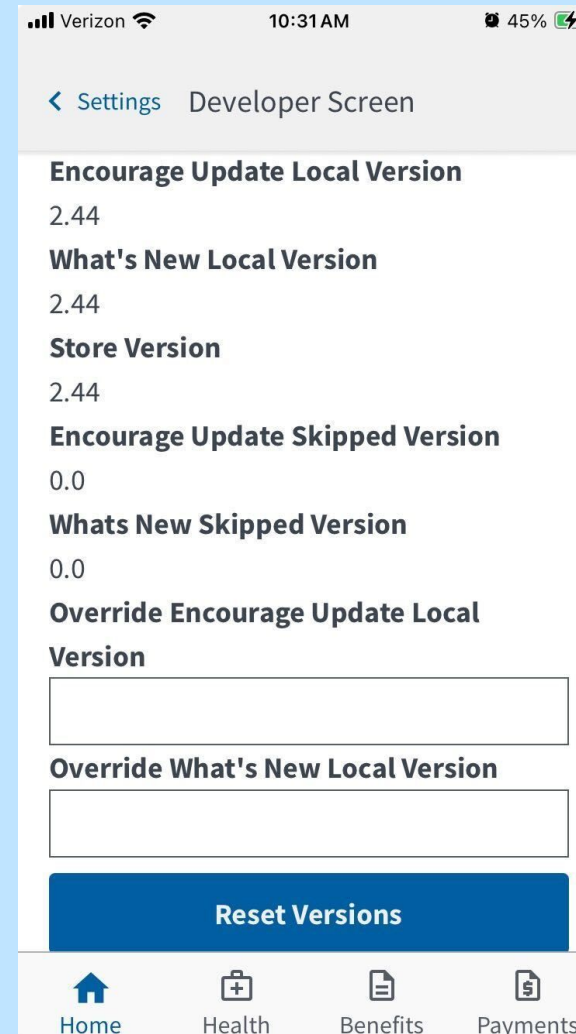 Verizon 10:31 AM 45%
Settings Developer Screen
Encourage Update Local Version
2.44
What's New Local Version
2.44
Store Version
2.44
Encourage Update Skipped Version
0.0
Whats New Skipped Version
0.0
Override Encourage Update Local
Version
Override What's New Local Version
Reset Versions
Home Health Benefits Payments